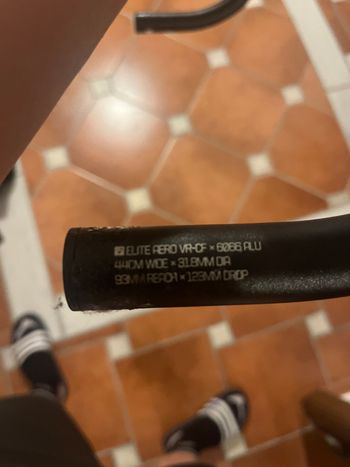 ELITE AERO VR-CF × 6066 ALU
44CM WIDE × 31.8MM DIA
93MM REACH × 123MM DROP